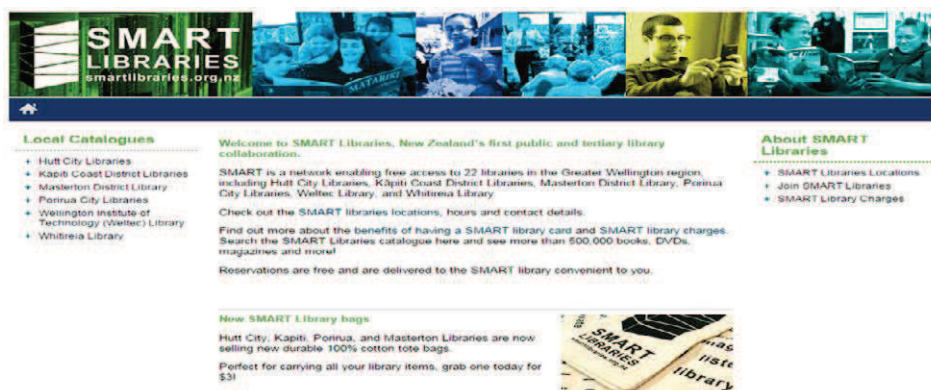 SMART
LIBRARIES
smartlibraries.org.nz
MATARIKI
Local Catalogues
Hutt City Libraries
Kāpiti Coast District Libraries
Masterton District Library
Porirua City Libraries
Wellington Institute of
Technology (Weltec) Library
Whitireia Library
Welcome to SMART Libraries, New Zealand's first public and tertiary library
collaboration.
SMART is a network enabling free access to 22 libraries in the Greater Wellington region,
including Hutt City Libraries, Kāpiti Coast District Libraries, Masterton District Library, Porirua
City Libraries, Weltec Library, and Whitireia Library
Check out the SMART libraries locations, hours and contact details.
Find out more about the benefits of having a SMART library card and SMART library charges.
Search the SMART Libraries catalogue here and see more than 500,000 books, DVDs,
magazines and more!
Reservations are free and are delivered to the SMART library convenient to you.
New SMART Library bags
Hutt City, Kapiti, Porirua, and Masterton Libraries are now
selling new durable 100% cotton tote bags.
Perfect for carrying all your library items, grab one today for
$3!
SMART
LIBRARIES
library
About SMART
Libraries
SMART Libraries Locations
Join SMART Libraries
SMART Library Charges